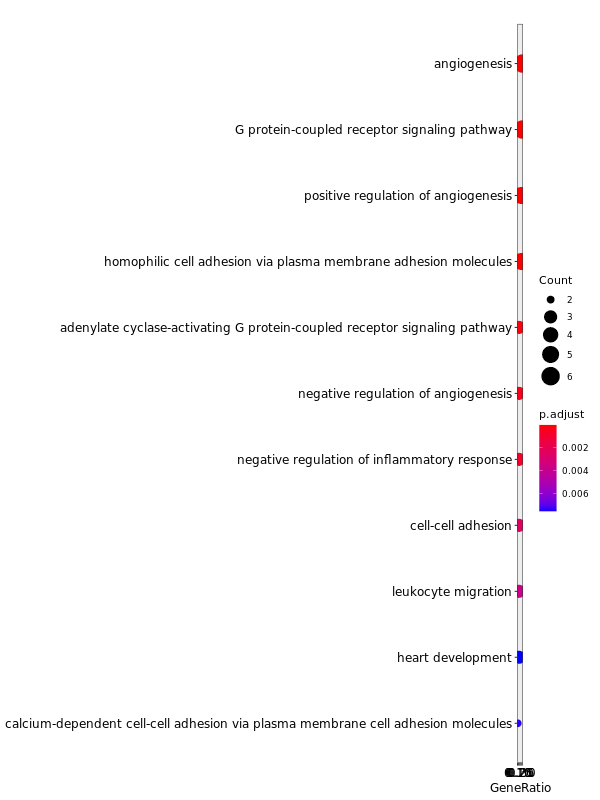 angiogenesis
G protein-coupled receptor signaling pathway
positive regulation of angiogenesis
homophilic cell adhesion via plasma membrane adhesion molecules
adenylate cyclase-activating G protein-coupled receptor signaling pathway
negative regulation of angiogenesis
negative regulation of inflammatory response
cell-cell adhesion
leukocyte migration
heart development
calcium-dependent cell-cell adhesion via plasma membrane cell adhesion molecules
GeneRatio
Count
2
3
4
5
6
p.adjust
0.002
0.004
0.006